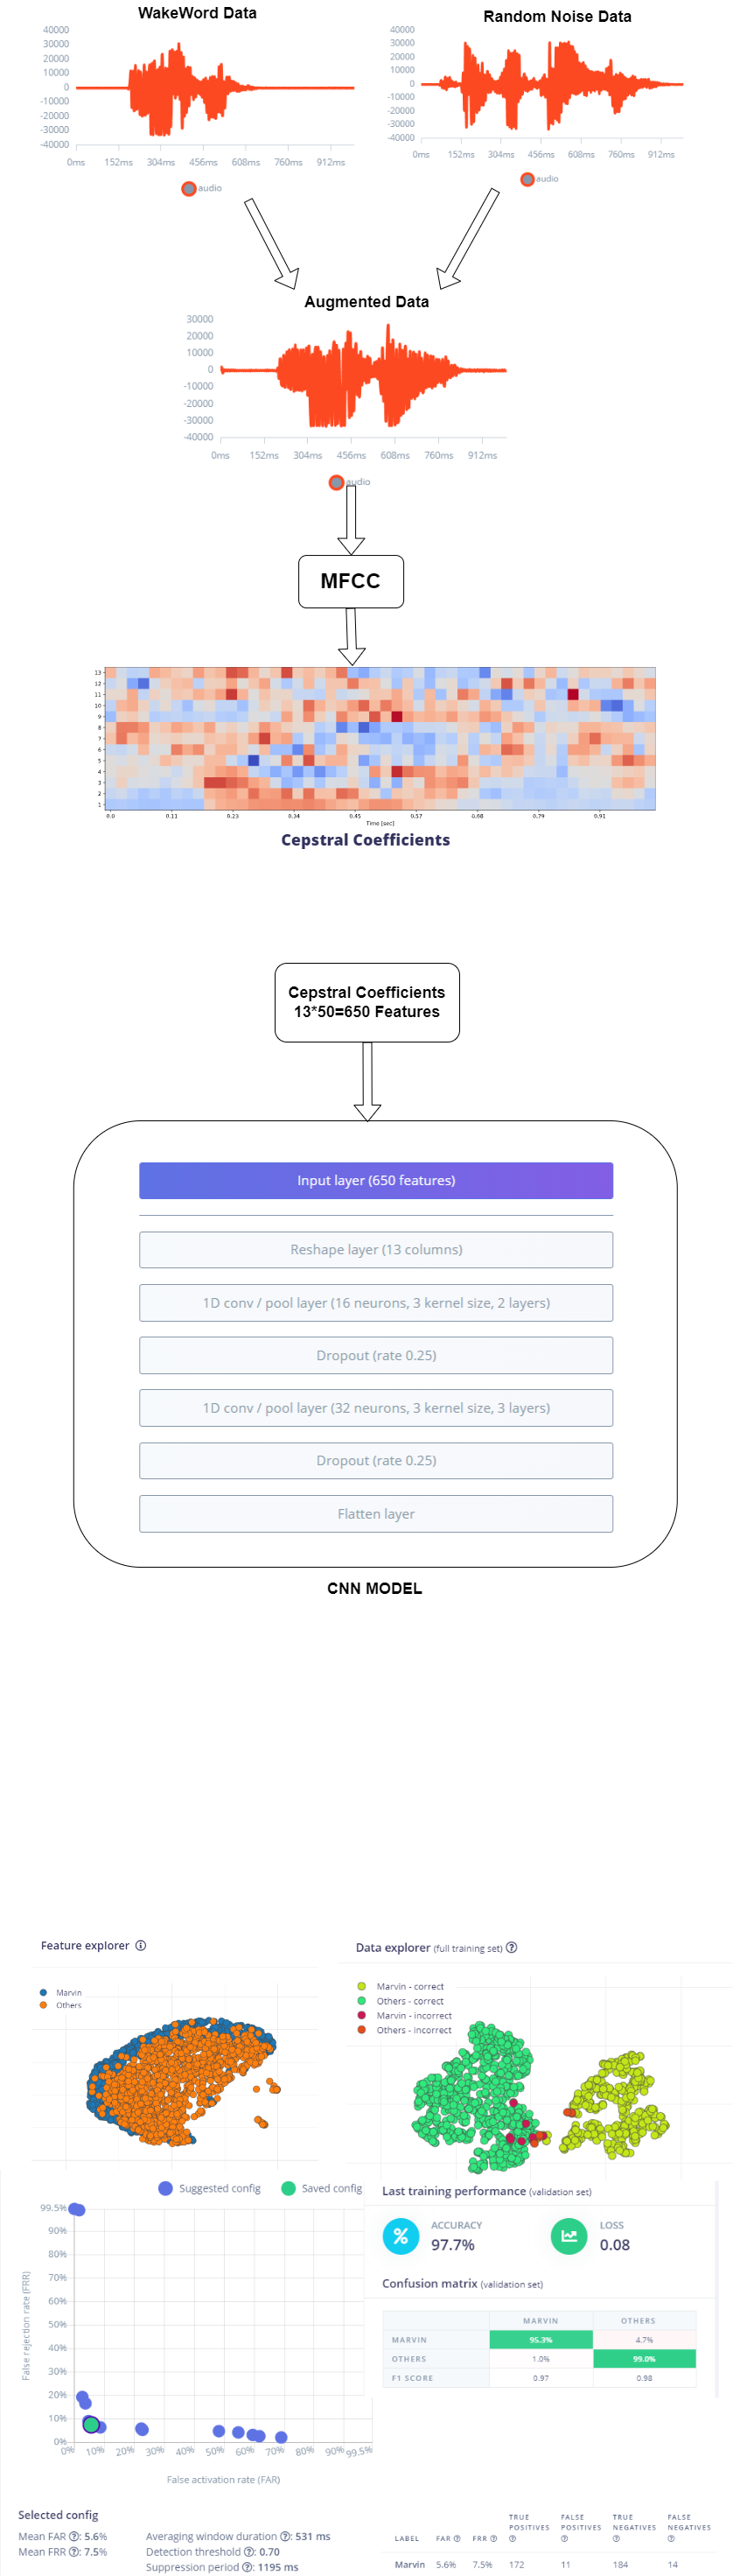 WakeWord Data
40000
30000
20000
10000
0
-10000
-20000
-30000
-40000
0ms 152ms 304ms 456ms 608ms 760ms 912ms
audio
Random Noise Data
40000
30000
20000
10000
0
-10000
-20000
-30000
-40000
0ms 152ms 304ms 456ms 608ms 760ms 912ms
audio
Augmented Data
30000
20000
10000
0
-10000
-20000
-30000
-40000
0ms 152ms 304ms 456ms 608ms 760ms 912ms
audio
MFCC
13
12
11
10
9
8
7
6
5
4
3
2
1
0.0 0.11 0.23 0.34 0.45 0.57 0.68 0.79 0.91
Time [sec]
Cepstral Coefficients
Cepstral Coefficients
13*50=650 Features
Input layer (650 features)
Reshape layer (13 columns)
1D conv / pool layer (16 neurons, 3 kernel size, 2 layers)
Dropout (rate 0.25)
1D conv / pool layer (32 neurons, 3 kernel size, 3 layers)
Dropout (rate 0.25)
Flatten layer
CNN MODEL
Feature explorer
Marvin
Others
Data explorer (full training set)
Marvin - correct
Others - correct
Marvin - incorrect
Others - incorrect
Suggested config Saved config
False rejection rate (FRR)
99.5%
90%
80%
70%
60%
50%
40%
30%
20%
10%
0%
0% 10% 20% 30% 40% 50% 60% 70% 80% 90% 99.5%
False activation rate (FAR)
Last training performance (validation set)
ACCURACY
97.7%
LOSS
0.08
Confusion matrix (validation set)
MARVIN OTHERS
MARVIN 95.3% 4.7%
OTHERS 1.0% 99.0%
F1 SCORE 0.97 0.98
Selected config
Mean FAR : 5.6%
Mean FRR : 7.5%
Averaging window duration : 531 ms
Detection threshold : 0.70
Suppression period : 1195 ms
LABEL FAR FRR TRUE POSITIVES FALSE POSITIVES TRUE NEGATIVES FALSE NEGATIVES
Marvin 5.6% 7.5% 172 11 184 14